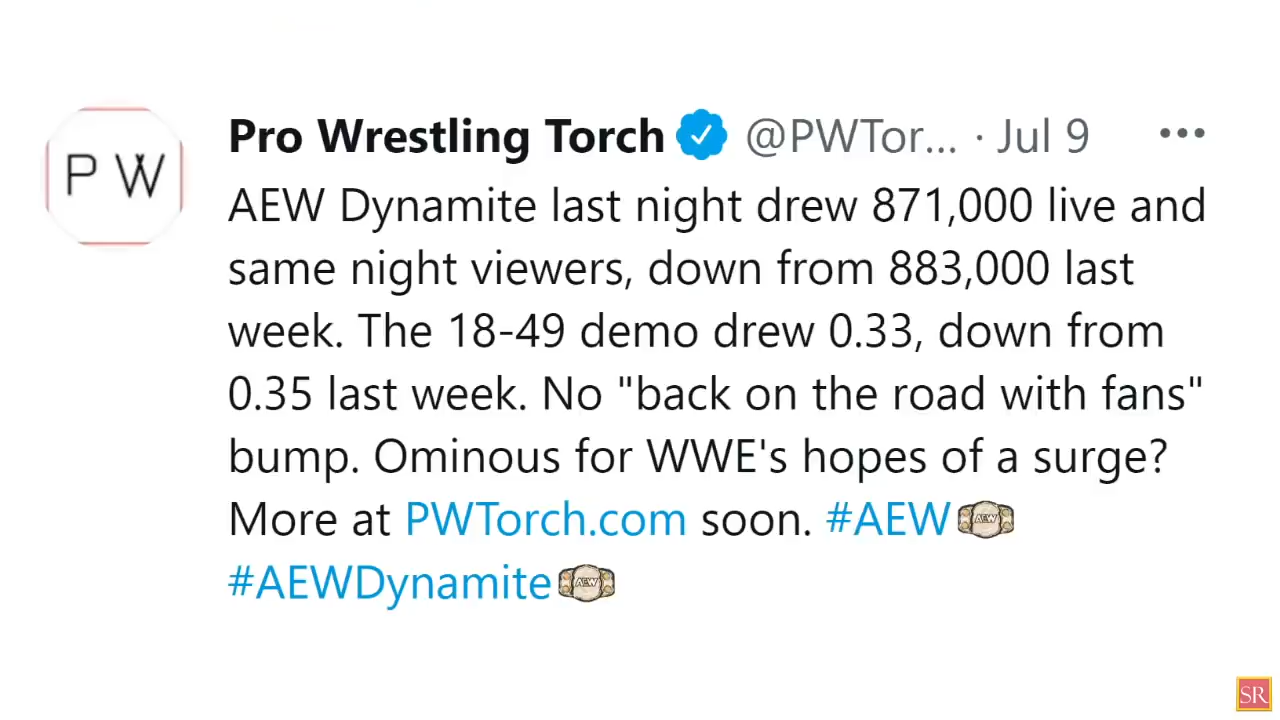 P W
Pro Wrestling Torch @PWTor... · Jul 9
AEW Dynamite last night drew 871,000 live and
same night viewers, down from 883,000 last
week. The 18-49 demo drew 0.33, down from
0.35 last week. No "back on the road with fans"
bump. Ominous for WWE's hopes of a surge?
More at PWTorch.com soon. #AEW AEW
#AEWDynamite AEW
SR